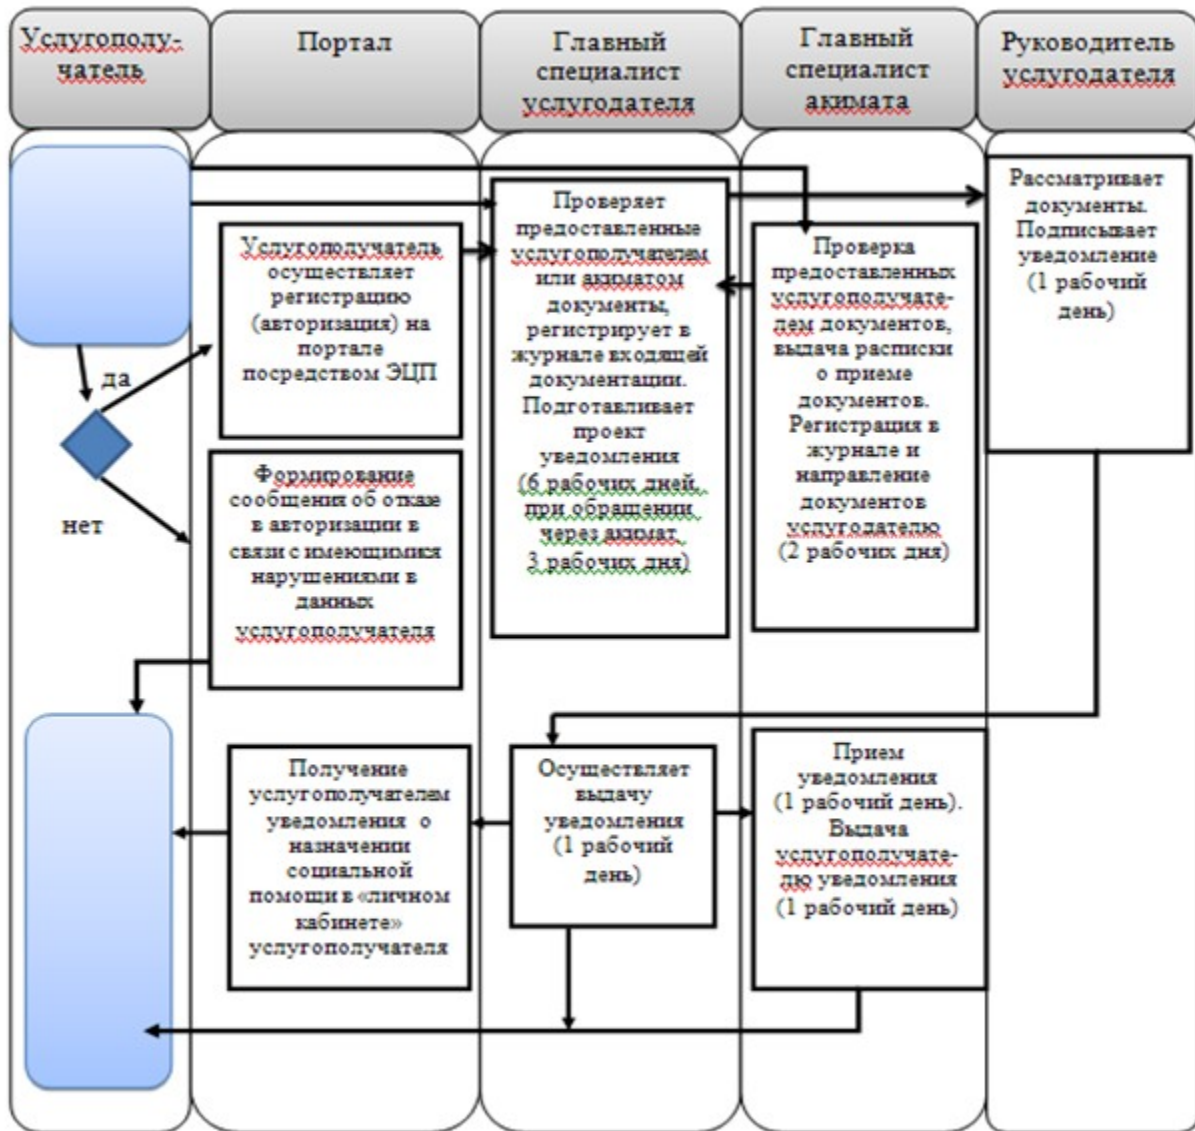 Услугополу-
чатель
Портал
Главный
специалист
услугодателя
Главный
специалист
акимата
Руководитель
услугодателя
Услугополучатель
осуществляет
регистрацию
(авторизация) на
портале
посредством ЭЦП
Проверяет
предоставленные
услугополучателем
или акиматом
документы,
регистрирует в
журнале входящей
документации.
Подготавливает
проект
уведомления
(6 рабочих дней,
при обращении
через акимат,
3 рабочих дня)
Проверка
предоставленных
услугополучате-
лем документов,
выдача расписки
о приеме
документов.
Регистрация в
журнале и
направление
документов
услугодателю
(2 рабочих дня)
Рассматривает
документы.
Подписывает
уведомление
(1 рабочий
день)
да
нет
Формирование
сообщения об отказе
в авторизации в
связи с имеющимися
нарушениями в
данных
услугополучателя
Получение
услугополучателем
уведомления о
назначении
социальной
помощи в «личном
кабинете»
услугополучателя
Осуществляет
выдачу
уведомления
(1 рабочий
день)
Прием
уведомления
(1 рабочий день).
Выдача
услугополучате-
лю уведомления
(1 рабочий день)